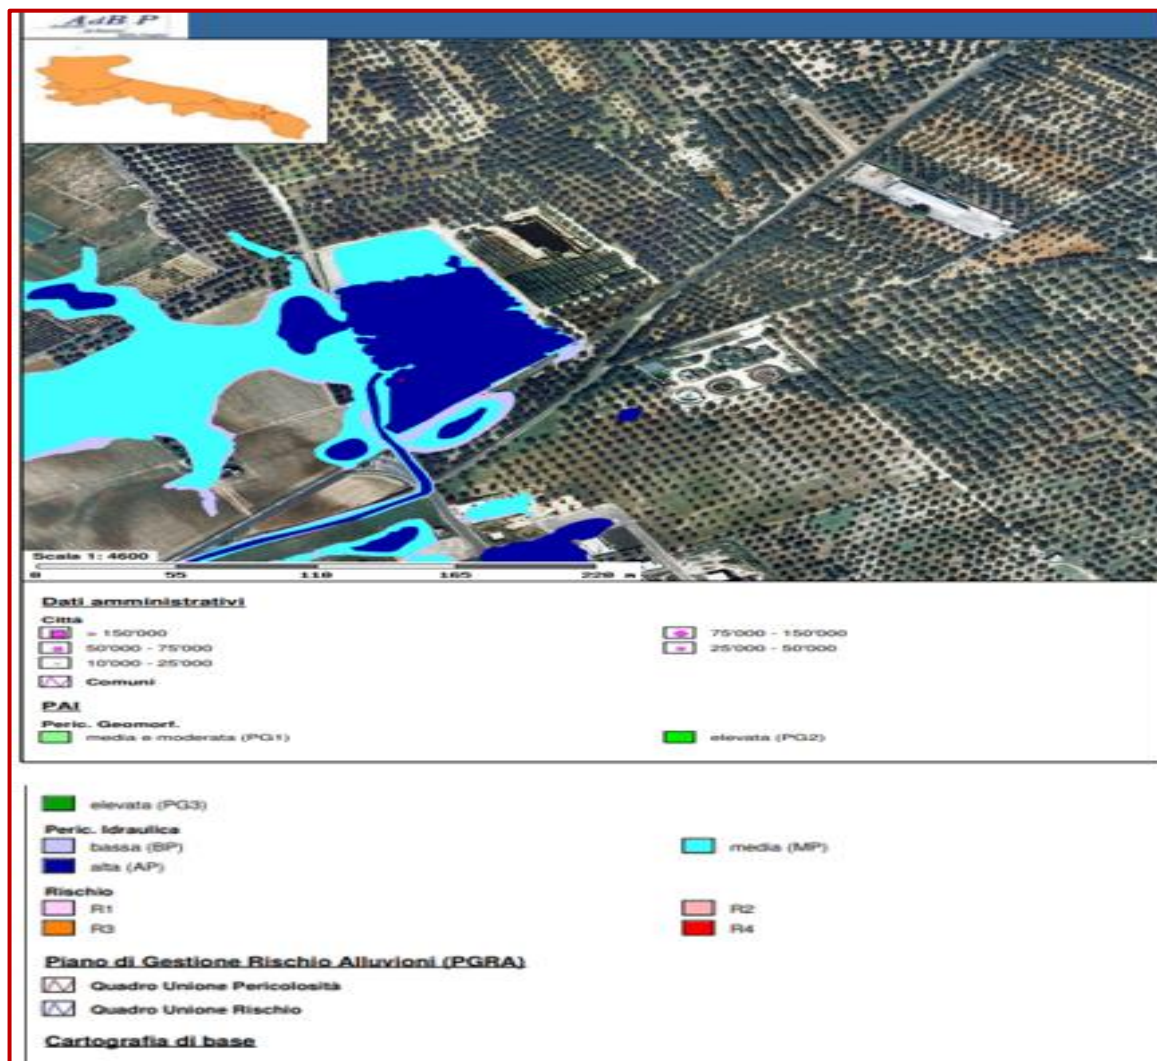 AdB P
Scala 1: 4600
0 55 110 165 220 m
Dati amministrativi
Città
> 150'000 75'000 - 150'000
50'000 - 75'000 25'000 - 50'000
10'000 - 25'000
Comuni
PAI
Peric. Geomorf.
media e moderata (PG1) elevata (PG2)
elevata (PG3)
Peric. Idraulica
bassa (BP) media (MP)
alta (AP)
Rischio
R1 R2
R3 R4
Piano di Gestione Rischio Alluvioni (PGRA)
Quadro Unione Pericolosità
Quadro Unione Rischio
Cartografia di base